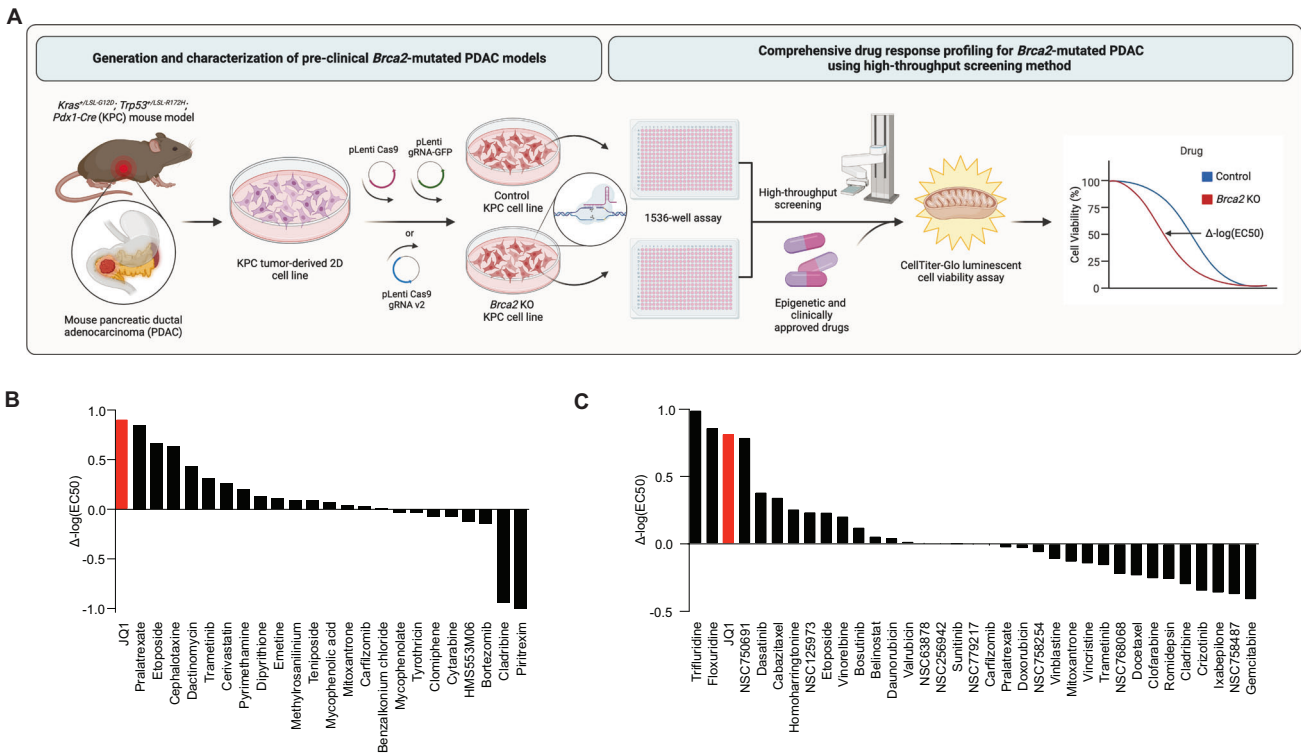 A
Generation and characterization of pre-clinical Brca2-mutated PDAC models
Comprehensive drug response profiling for Brca2-mutated PDAC
using high-throughput screening method
Kras+/LSL-G12D; Trp53+/LSL-R172H;
Pdx1-Cre (KPC) mouse model
Mouse pancreatic ductal
adenocarcinoma (PDAC)
KPC tumor-derived 2D
cell line
pLenti Cas9
pLenti
gRNA-GFP
or
pLenti Cas9
gRNA v2
Control
KPC cell line
Brca2 KO
KPC cell line
1536-well assay
High-throughput
screening
Epigenetic and
clinically
approved drugs
CellTiter-Glo luminescent
cell viability assay
Drug
Control
Brca2 KO
Δ-log(EC50)
Cell Viability (%)
100
75
50
25
0
B
Δ-log(EC50)
1.0
0.5
0.0
-0.5
-1.0
JQ1
Pralatrexate
Etoposide
Cephalotaxine
Dactinomycin
Trametinib
Cerivastatin
Pyrimethamine
Dipyrithione
Emetine
Methylrosanilinium
Teniposide
Mycophenolic acid
Mitoxantrone
Carfilzomib
Benzalkonium chloride
Mycophenolate
Tyrothricin
Clomiphene
Cytarabine
HMS553M06
Bortezomib
Cladribine
Piritrexim
C
Δ-log(EC50)
1.0
0.5
0.0
-0.5
Trifluridine
Floxuridine
JQ1
NSC750691
Dasatinib
Cabazitaxel
Homoharringtonine
NSC125973
Etoposide
Vinorelbine
Bosutinib
Belinostat
Daunorubicin
Valrubicin
NSC63878
NSC256942
Sunitinib
NSC779217
Carfilzomib
Pralatrexate
Doxorubicin
NSC758254
Vinblastine
Mitoxantrone
Vincristine
Trametinib
NSC768068
Docetaxel
Clofarabine
Romidepsin
Cladribine
Crizotinib
Ixabepilone
NSC758487
Gemcitabine